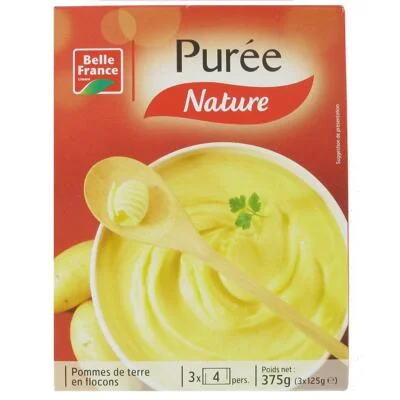 Belle
France
Purée
Nature
Suggestion de présentation
Pommes de terre
en flocons
3x 4 pers.
Poids net :
375g (3x125g ℮)